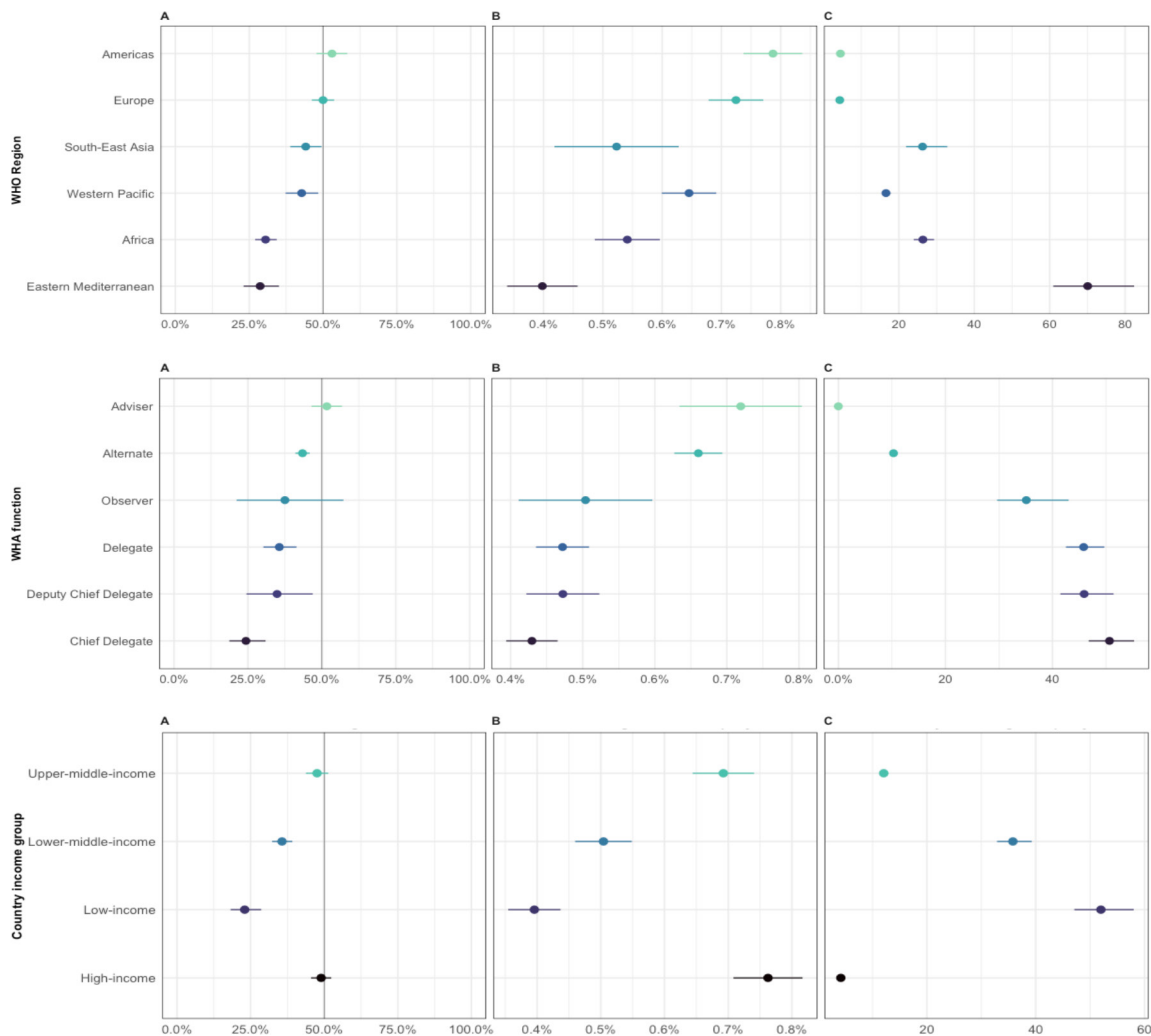 A B C
WHO Region
Americas
Europe
South-East Asia
Western Pacific
Africa
Eastern Mediterranean
0.0% 25.0% 50.0% 75.0% 100.0% 0.4% 0.5% 0.6% 0.7% 0.8% 20 40 60 80
A B C
WHA function
Adviser
Alternate
Observer
Delegate
Deputy Chief Delegate
Chief Delegate
0.0% 25.0% 50.0% 75.0% 100.0% 0.4% 0.5% 0.6% 0.7% 0.8% 0.0% 40
A B C
Country income group
Upper-middle-income
Lower-middle-income
Low-income
High-income
0.0% 25.0% 50.0% 75.0% 100.0% 0.4% 0.5% 0.6% 0.7% 0.8% 20 40 60